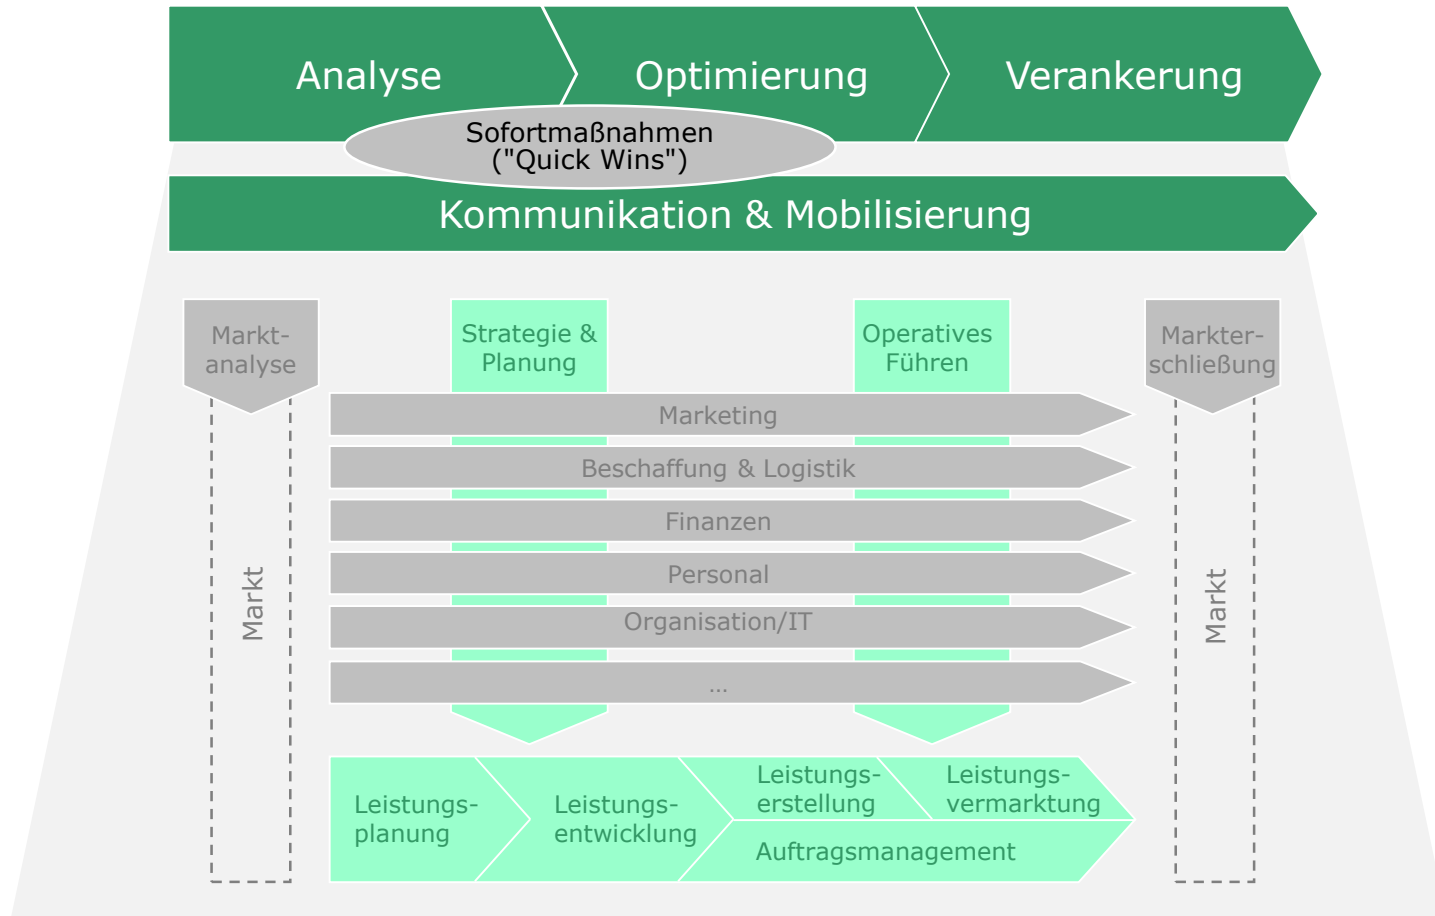 Analyse
Optimierung
Verankerung
Sofortmaßnahmen
("Quick Wins")
Kommunikation & Mobilisierung
Markt-
analyse
Strategie &
Planung
Operatives
Führen
Markter-
schließung
Marketing
Beschaffung & Logistik
Finanzen
Personal
Organisation/IT
...
Markt
Markt
Leistungs-
planung
Leistungs-
entwicklung
Leistungs-
erstellung
Leistungs-
vermarktung
Auftragsmanagement